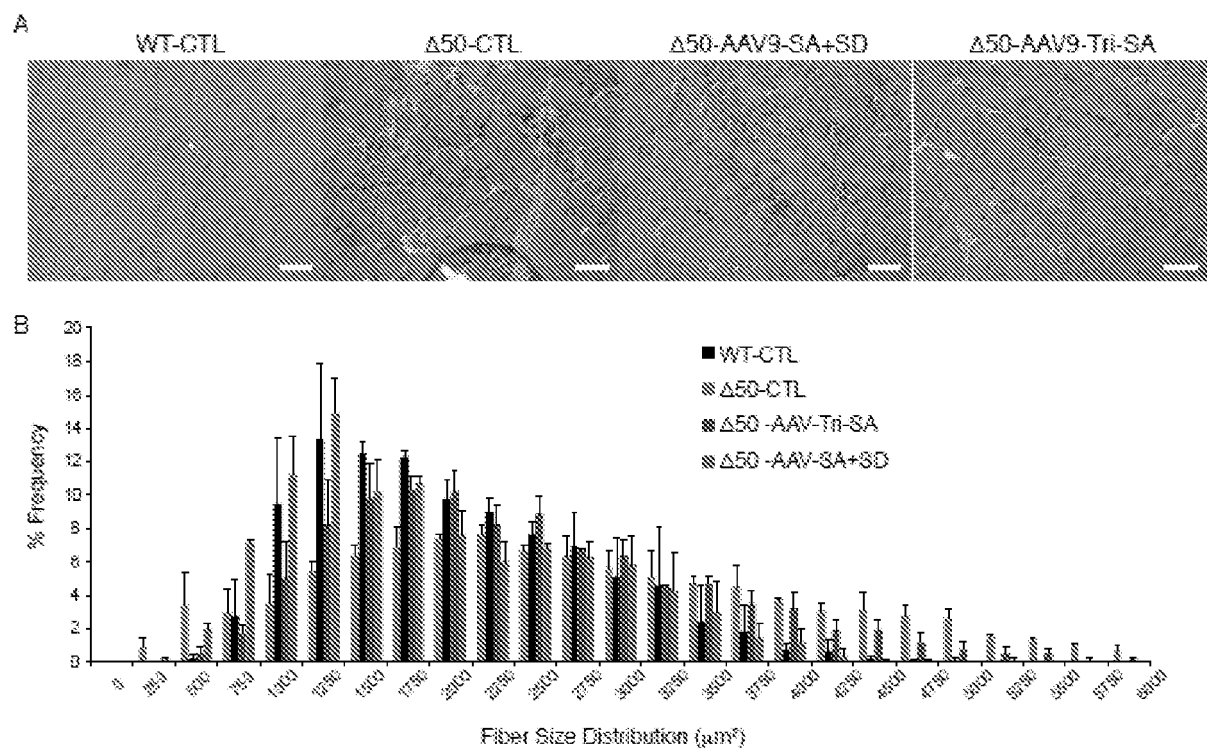 A
WT-CTL Δ50-CTL Δ50-AAV9-SA+SD Δ50-AAV9-Tri-SA
B
20
18
16
14
12
10
8
6
4
2
0
% Frequency
WT-CTL
Δ50-CTL
Δ50 -AAV-Tri-SA
Δ50 -AAV-SA+SD
0 250 500 750 1000 1250 1500 1750 2000 2250 2500 2750 3000 3250 3500 3750 4000 4250 4500 4750 5000 5250 5500 5750 6000
Fiber Size Distribution (μm²)